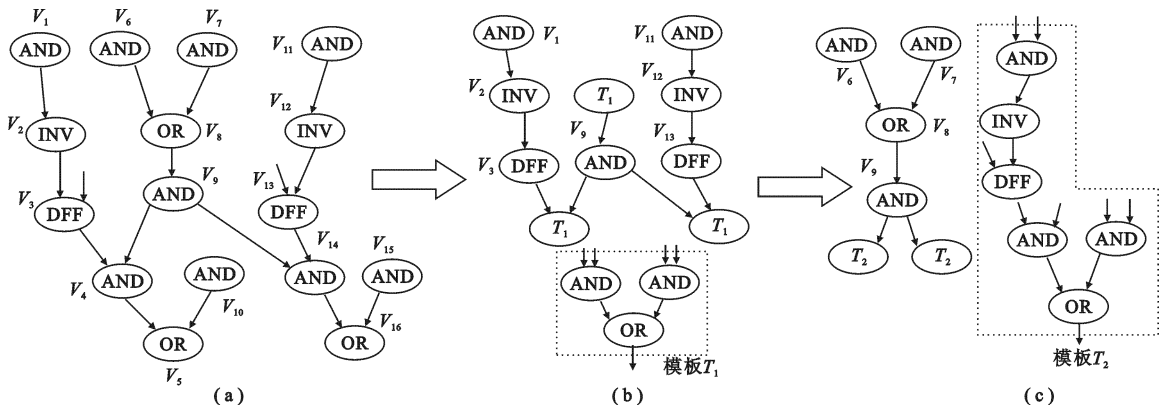 V1 V6 V7
AND AND AND V11 AND
V12
V2 INV OR V8 INV
V9 V13
V3 DFF AND DFF
V14 V15
V4 AND AND V10 AND AND
OR OR V16
V5
(a)
AND V1 V11 AND
V2 INV T1 V12 INV
V9 V13
V3 DFF AND DFF
T1 T1
AND AND
OR
模板T1
(b)
AND AND
V6 V7
OR V8
V9
AND
T2 T2
AND
INV
DFF
AND AND
OR
模板T2
(c)